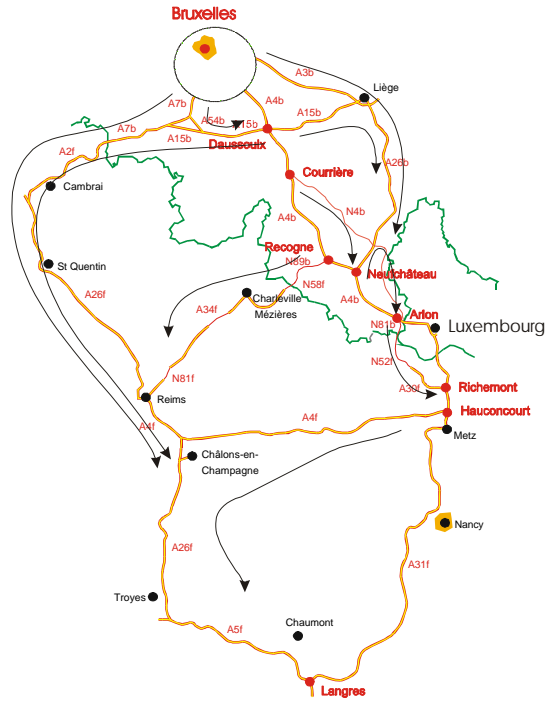 Bruxelles
A3b
Liège
A7b
A4b
A54b
A15b
A15b
A7b
A15b
Daussoulx
A2f
A26b
Courrière
Cambrai
N4b
A4b
Recogne
N89b
St Quentin
Neufchâteau
N58f
A26f
Charleville
Mézières
A4b
A34f
Arlon
N81b
Luxembourg
N52f
N81f
A30f
Richemont
Reims
Hauconcourt
A4f
A4f
Metz
Châlons-en-
Champagne
Nancy
A26f
A31f
Troyes
Chaumont
A5f
Langres